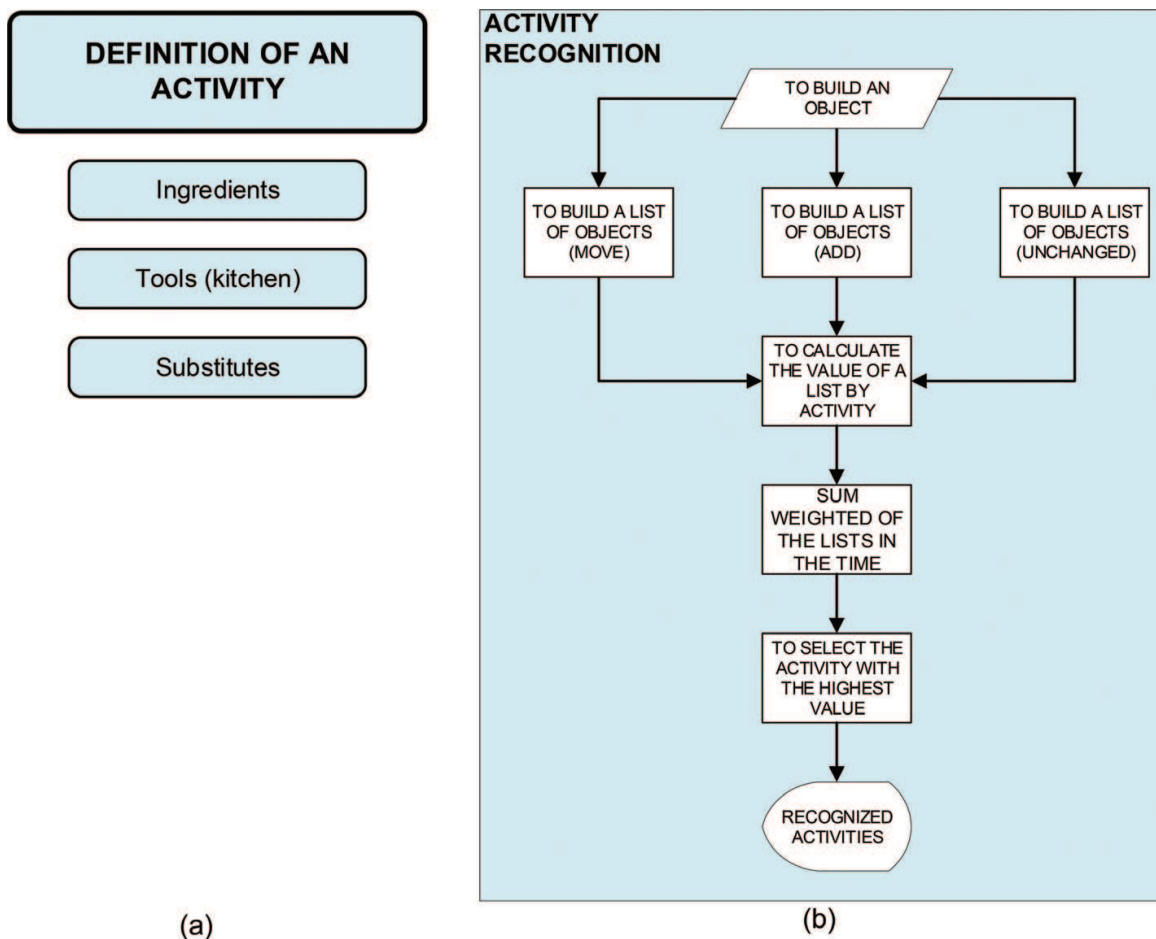 DEFINITION OF AN
ACTIVITY
Ingredients
Tools (kitchen)
Substitutes
(a)
ACTIVITY
RECOGNITION
TO BUILD AN
OBJECT
TO BUILD A LIST
OF OBJECTS
(MOVE)
TO BUILD A LIST
OF OBJECTS
(ADD)
TO BUILD A LIST
OF OBJECTS
(UNCHANGED)
TO CALCULATE
THE VALUE OF A
LIST BY
ACTIVITY
SUM
WEIGHTED OF
THE LISTS IN
THE TIME
TO SELECT THE
ACTIVITY WITH
THE HIGHEST
VALUE
RECOGNIZED
ACTIVITIES
(b)